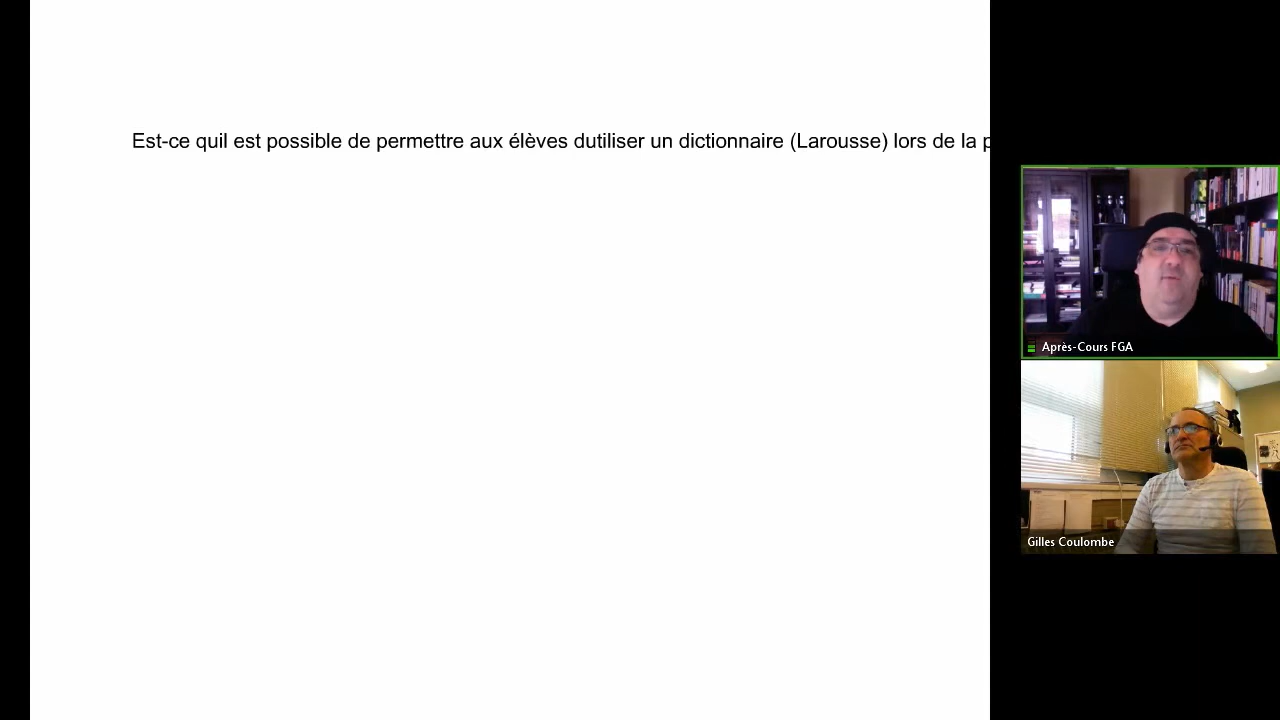 Est-ce quil est possible de permettre aux élèves dutiliser un dictionnaire (Larousse) lors de la
Après-Cours FGA
Gilles Coulombe